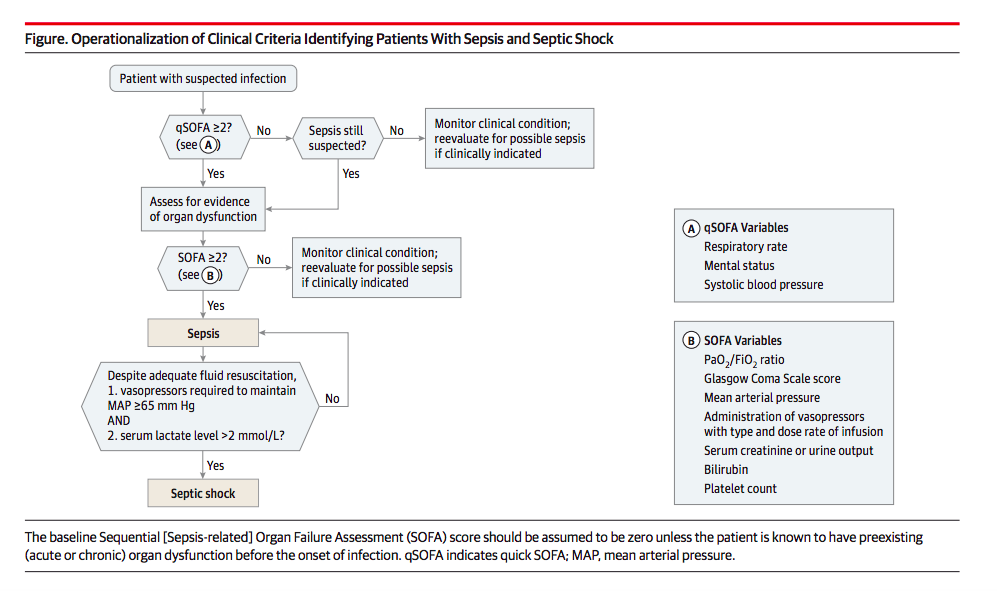 Figure. Operationalization of Clinical Criteria Identifying Patients With Sepsis and Septic Shock
Patient with suspected infection
qSOFA ≥2?
(see A)
No
Sepsis still
suspected?
No
Monitor clinical condition;
reevaluate for possible sepsis
if clinically indicated
Yes
Yes
Assess for evidence
of organ dysfunction
SOFA ≥2?
(see B)
No
Monitor clinical condition;
reevaluate for possible sepsis
if clinically indicated
Yes
Sepsis
Despite adequate fluid resuscitation,
1. vasopressors required to maintain
MAP ≥65 mm Hg
AND
2. serum lactate level >2 mmol/L?
No
Yes
Septic shock
A qSOFA Variables
Respiratory rate
Mental status
Systolic blood pressure
B SOFA Variables
PaO₂/FiO₂ ratio
Glasgow Coma Scale score
Mean arterial pressure
Administration of vasopressors
with type and dose rate of infusion
Serum creatinine or urine output
Bilirubin
Platelet count
The baseline Sequential [Sepsis-related] Organ Failure Assessment (SOFA) score should be assumed to be zero unless the patient is known to have preexisting
(acute or chronic) organ dysfunction before the onset of infection. qSOFA indicates quick SOFA; MAP, mean arterial pressure.